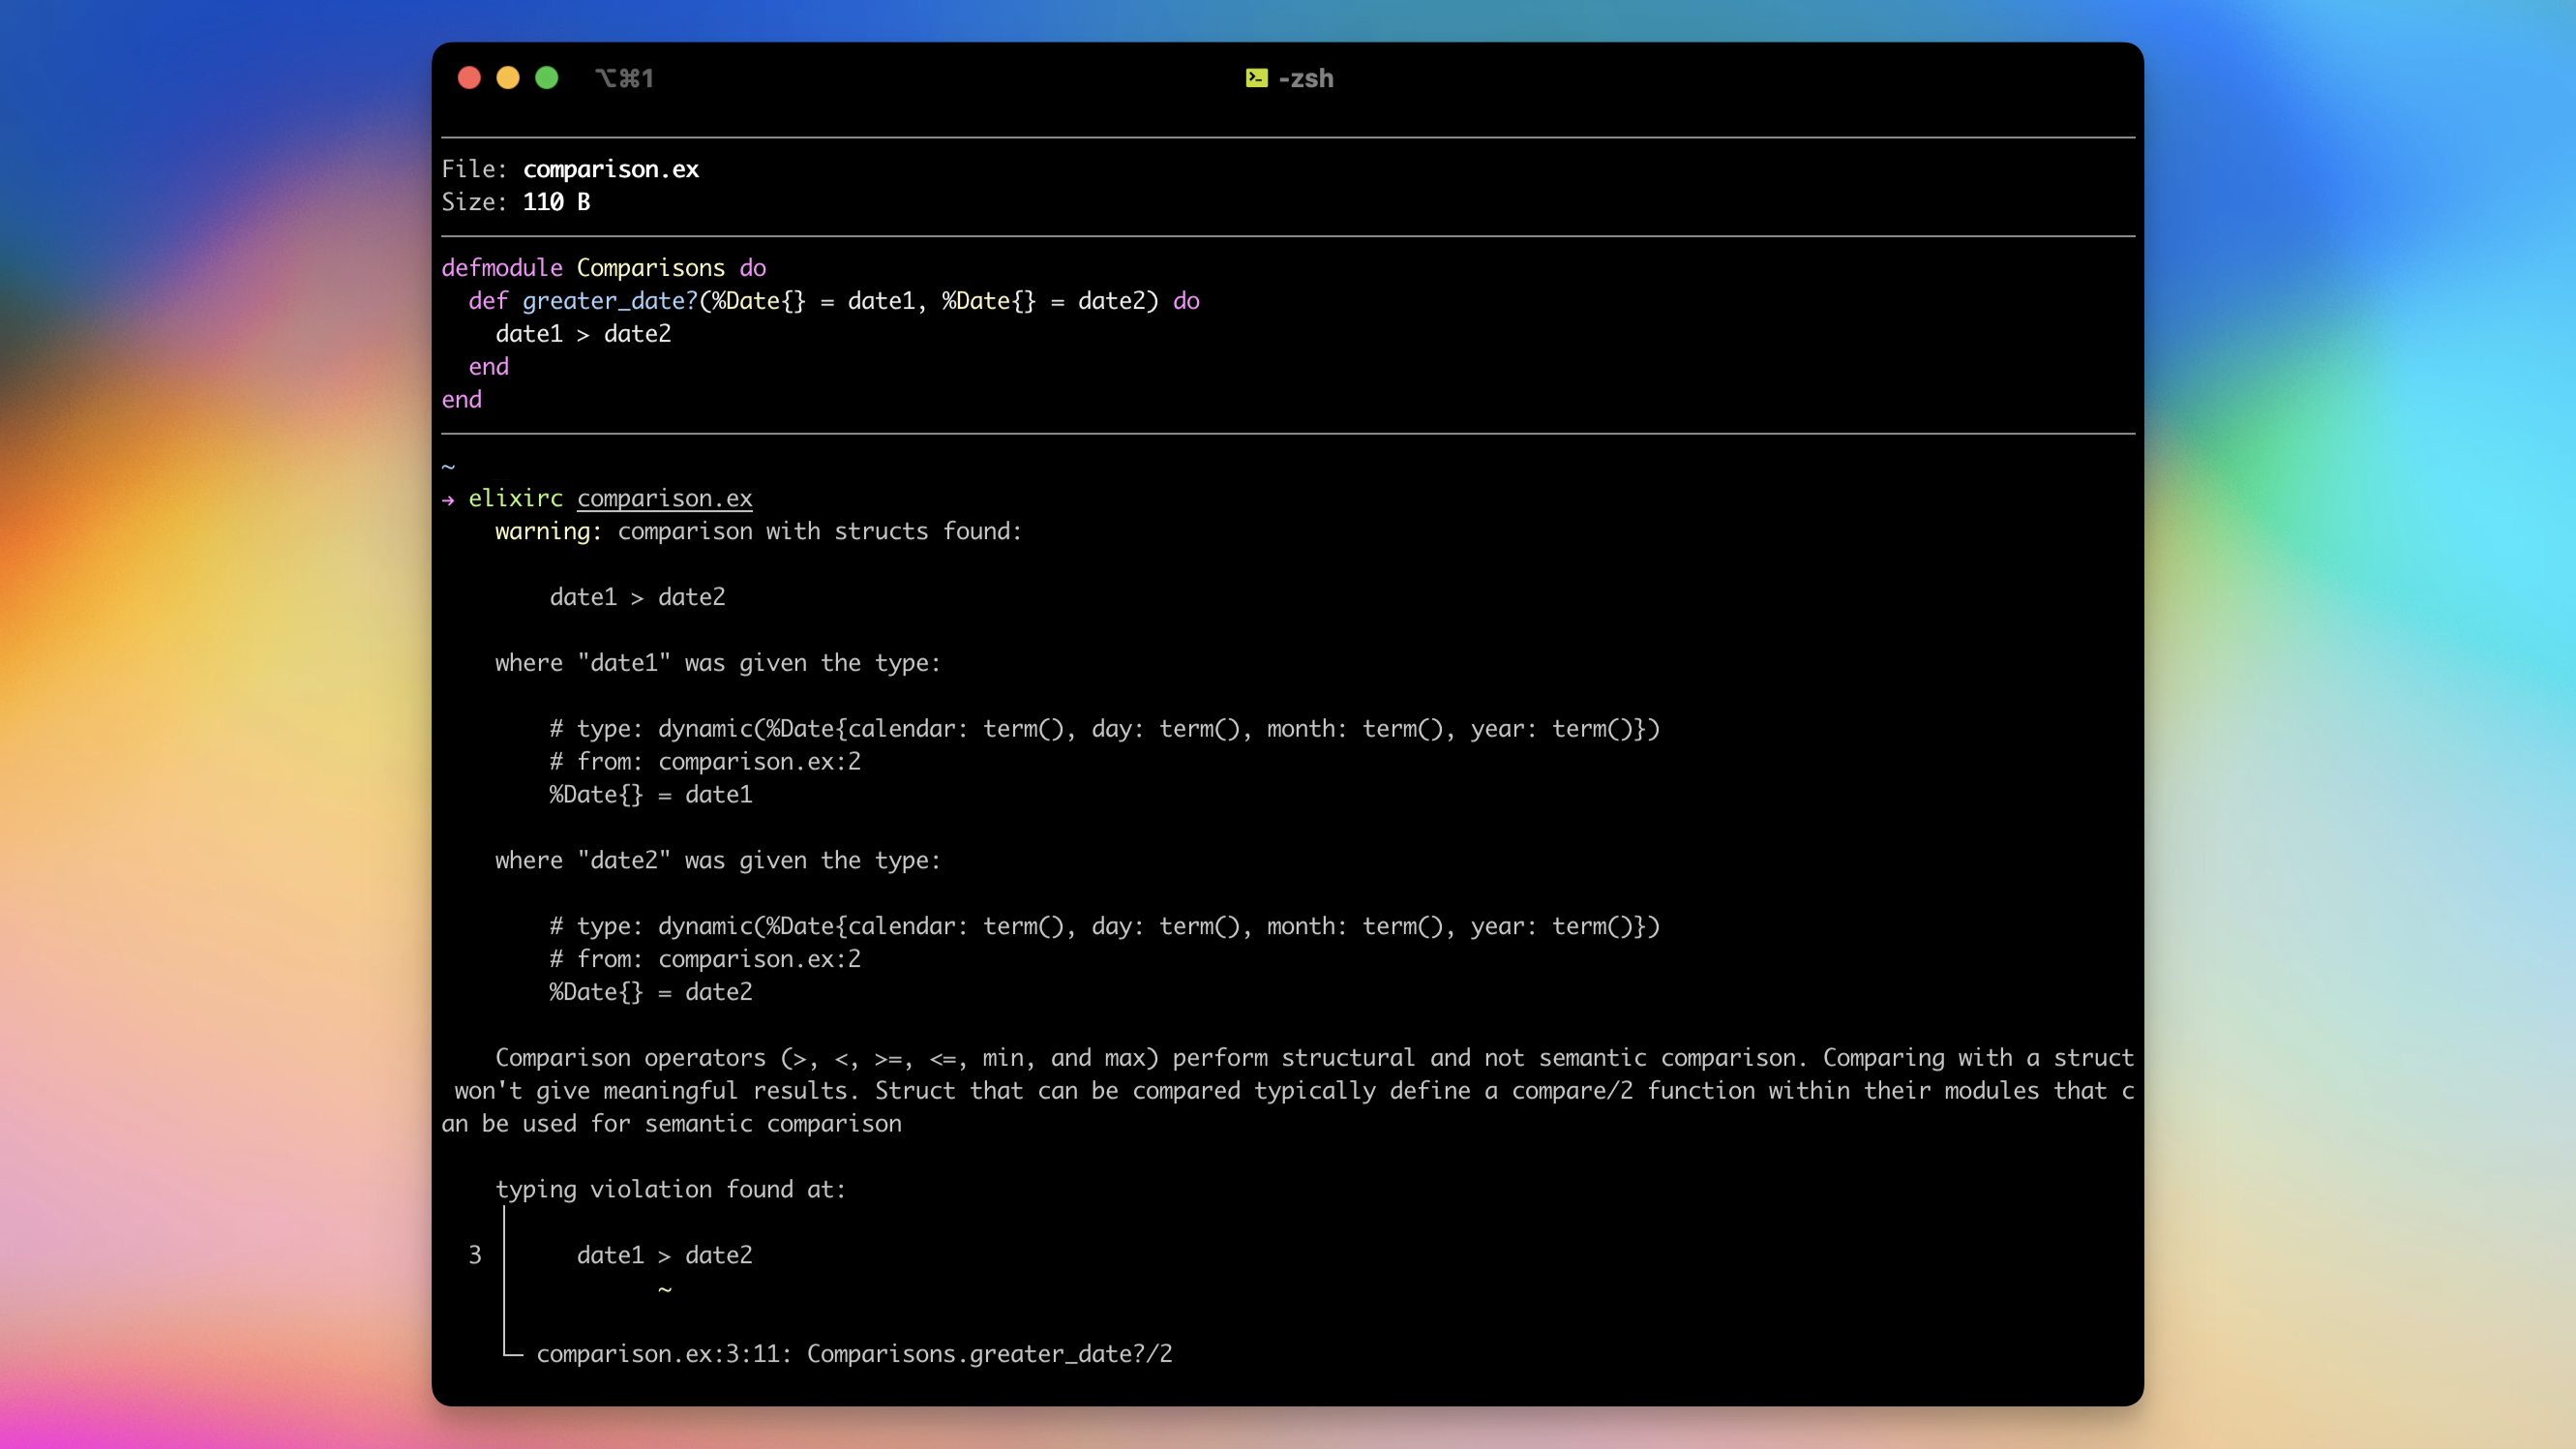 ⌥⌘1
-zsh
File: comparison.ex
Size: 110 B
defmodule Comparisons do
  def greater_date?(%Date{} = date1, %Date{} = date2) do
    date1 > date2
  end
end
~
→ elixirc comparison.ex
    warning: comparison with structs found:
        date1 > date2
    where "date1" was given the type:
        # type: dynamic(%Date{calendar: term(), day: term(), month: term(), year: term()})
        # from: comparison.ex:2
        %Date{} = date1
    where "date2" was given the type:
        # type: dynamic(%Date{calendar: term(), day: term(), month: term(), year: term()})
        # from: comparison.ex:2
        %Date{} = date2
    Comparison operators (>, <, >=, <=, min, and max) perform structural and not semantic comparison. Comparing with a struct
 won't give meaningful results. Struct that can be compared typically define a compare/2 function within their modules that c
an be used for semantic comparison
    typing violation found at:
    │
  3 │     date1 > date2
    │           ~
    │
    └─ comparison.ex:3:11: Comparisons.greater_date?/2